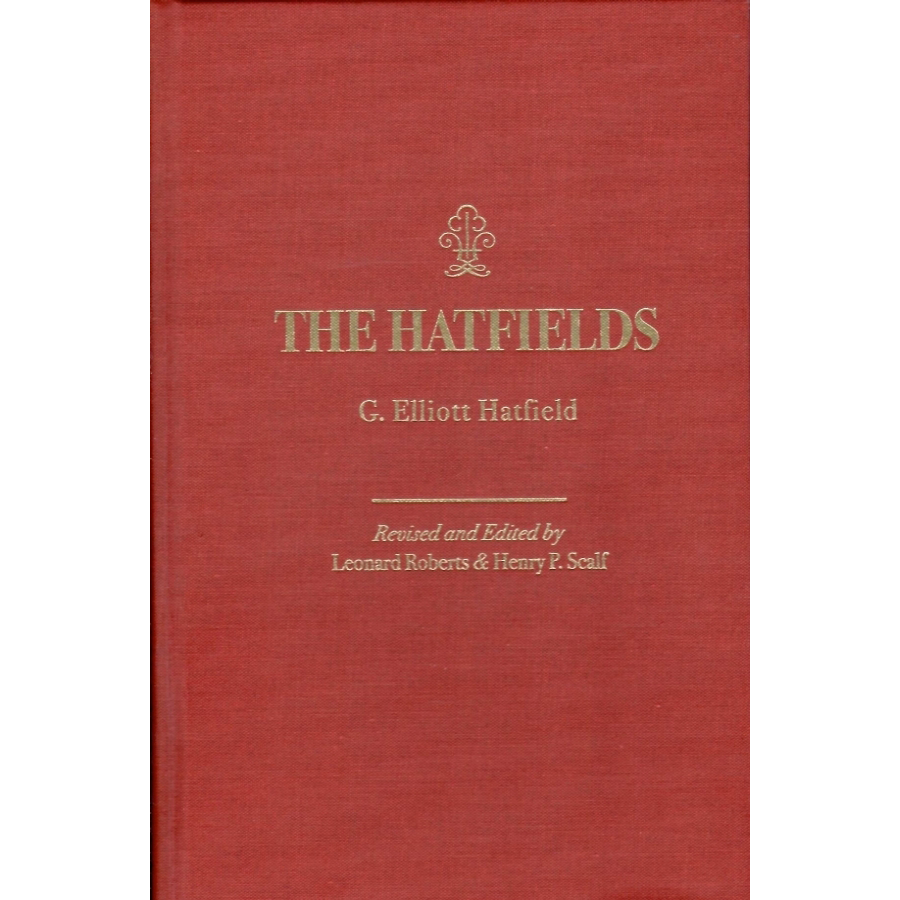 THE HATFIELDS
G. Elliott Hatfield
Revised and Edited by
Leonard Roberts & Henry P. Scalf